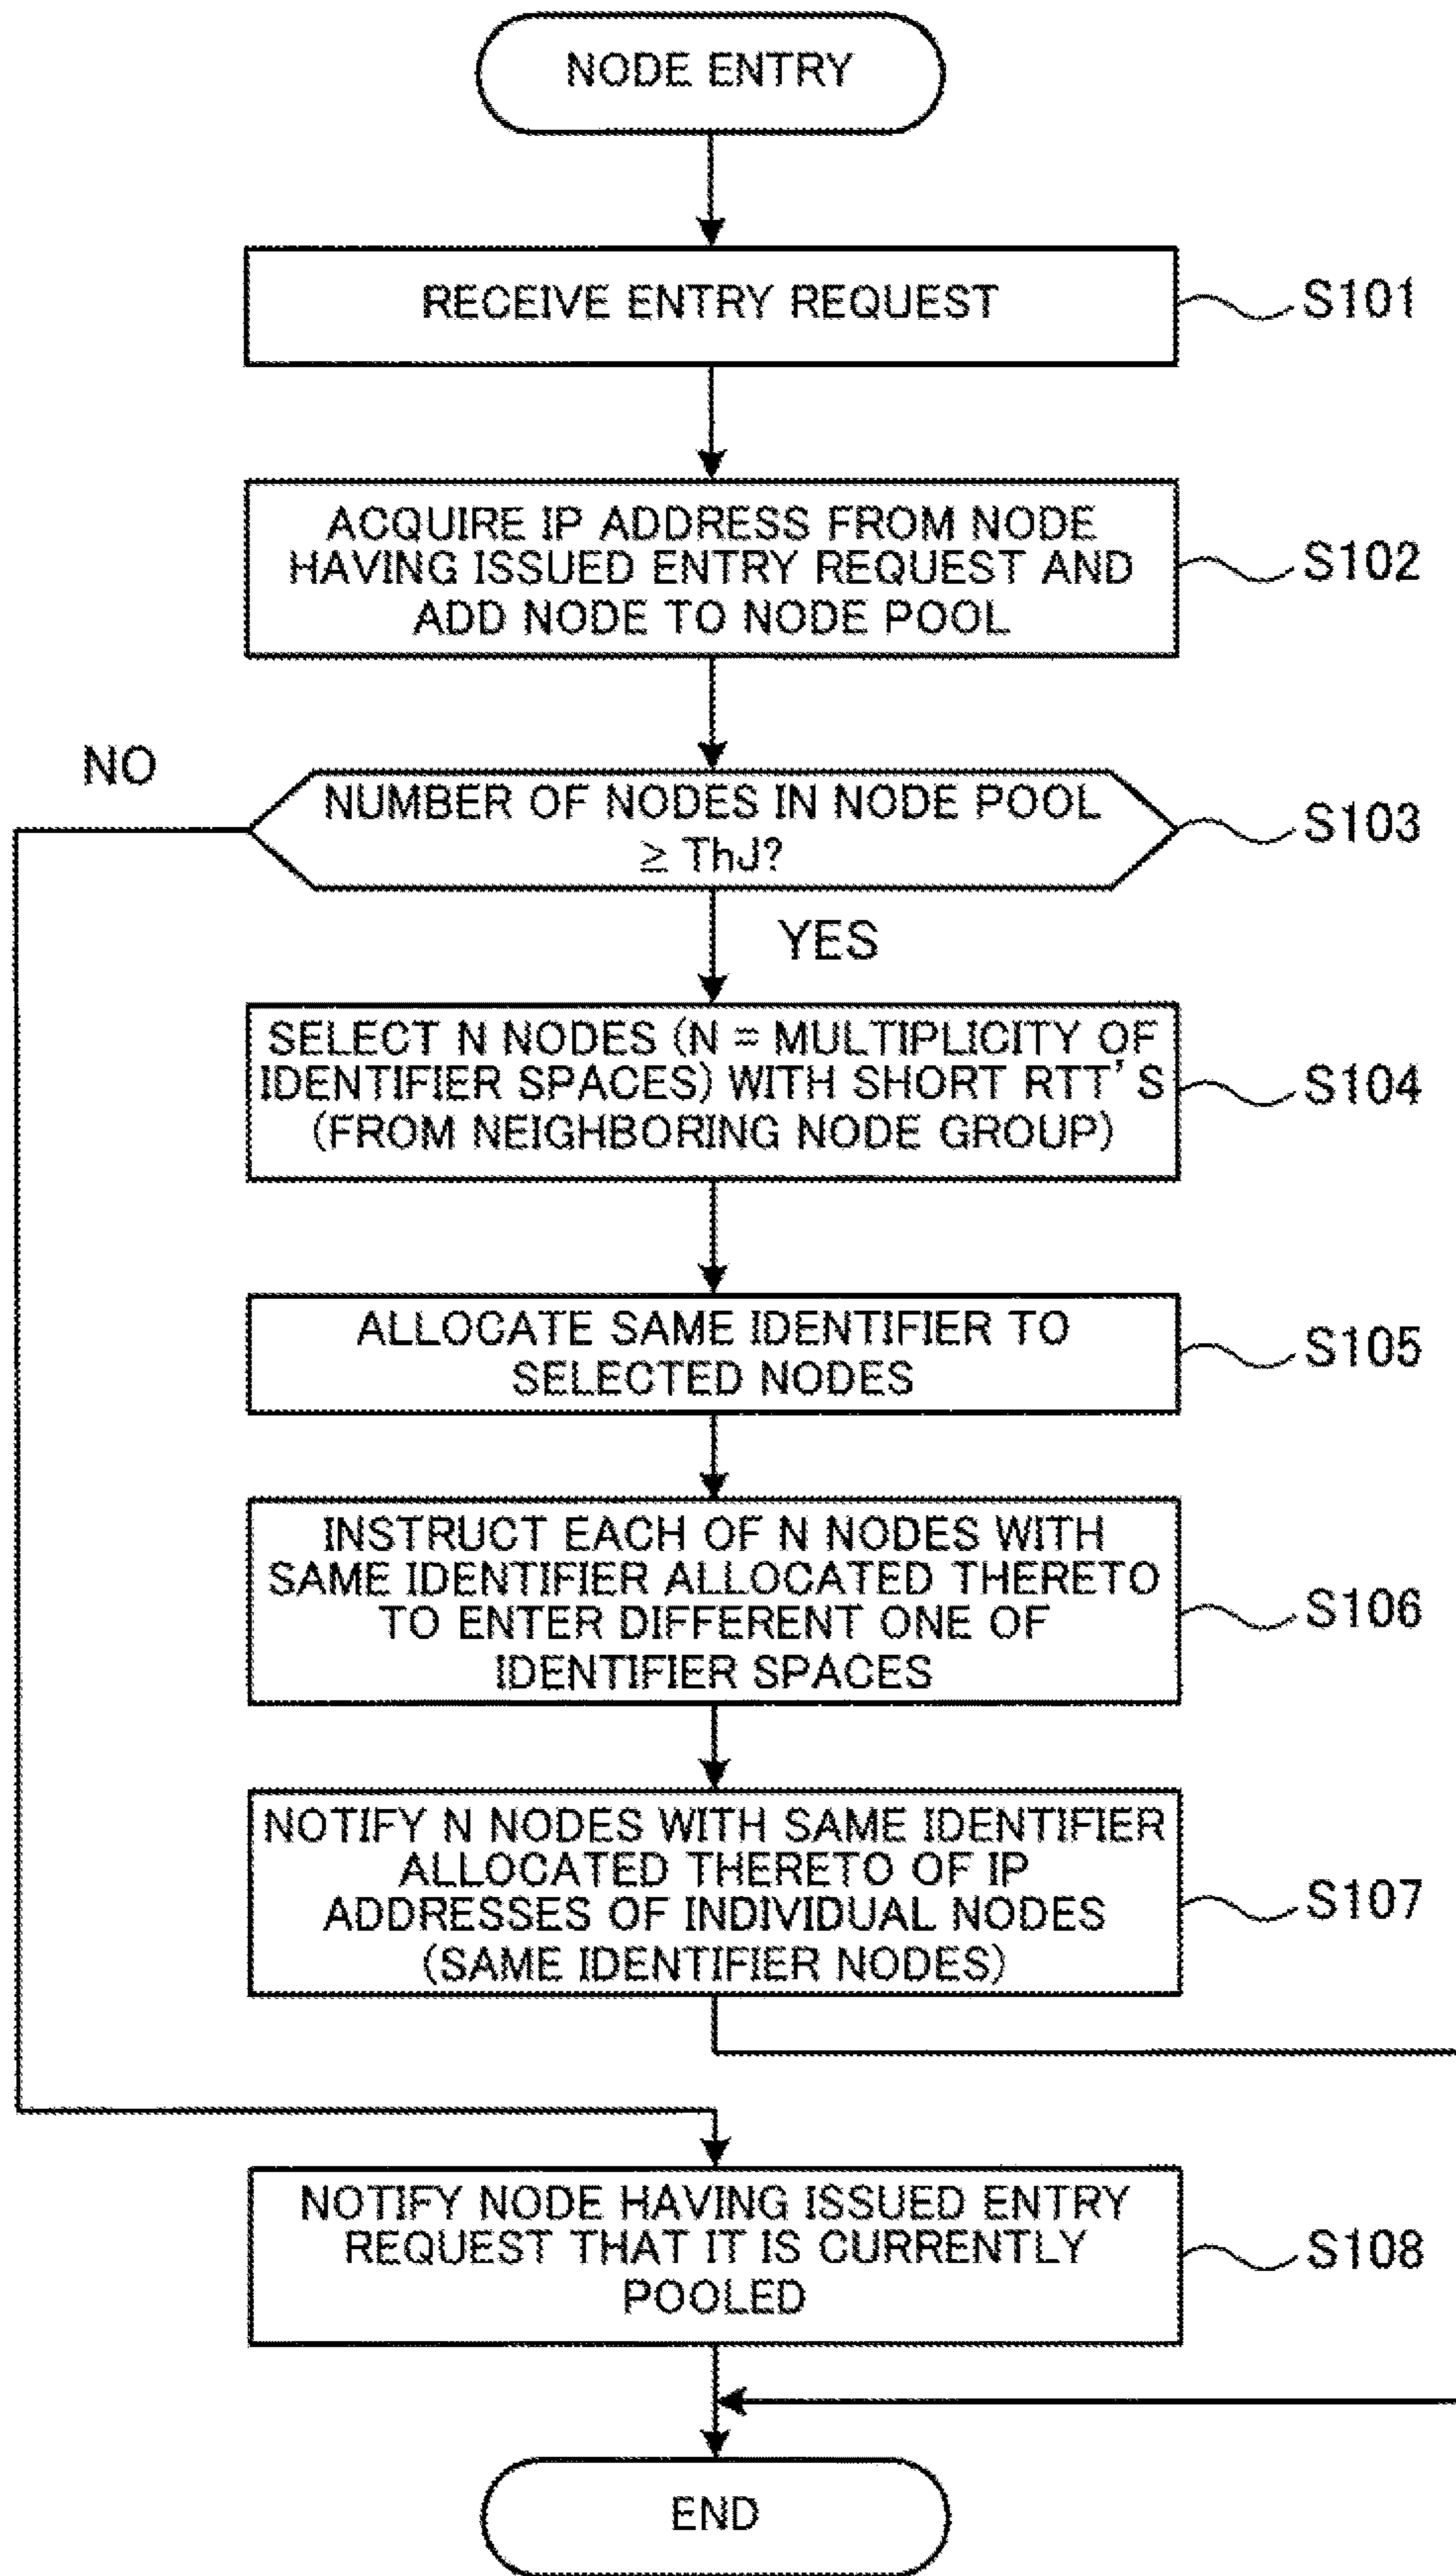 NODE ENTRY
RECEIVE ENTRY REQUEST
S101
ACQUIRE IP ADDRESS FROM NODE
HAVING ISSUED ENTRY REQUEST AND
ADD NODE TO NODE POOL
S102
NO
NUMBER OF NODES IN NODE POOL
≥ ThJ?
S103
YES
SELECT N NODES (N = MULTIPLICITY OF
IDENTIFIER SPACES) WITH SHORT RTT'S
(FROM NEIGHBORING NODE GROUP)
S104
ALLOCATE SAME IDENTIFIER TO
SELECTED NODES
S105
INSTRUCT EACH OF N NODES WITH
SAME IDENTIFIER ALLOCATED THERETO
TO ENTER DIFFERENT ONE OF
IDENTIFIER SPACES
S106
NOTIFY N NODES WITH SAME IDENTIFIER
ALLOCATED THERETO OF IP
ADDRESSES OF INDIVIDUAL NODES
(SAME IDENTIFIER NODES)
S107
NOTIFY NODE HAVING ISSUED ENTRY
REQUEST THAT IT IS CURRENTLY
POOLED
S108
END